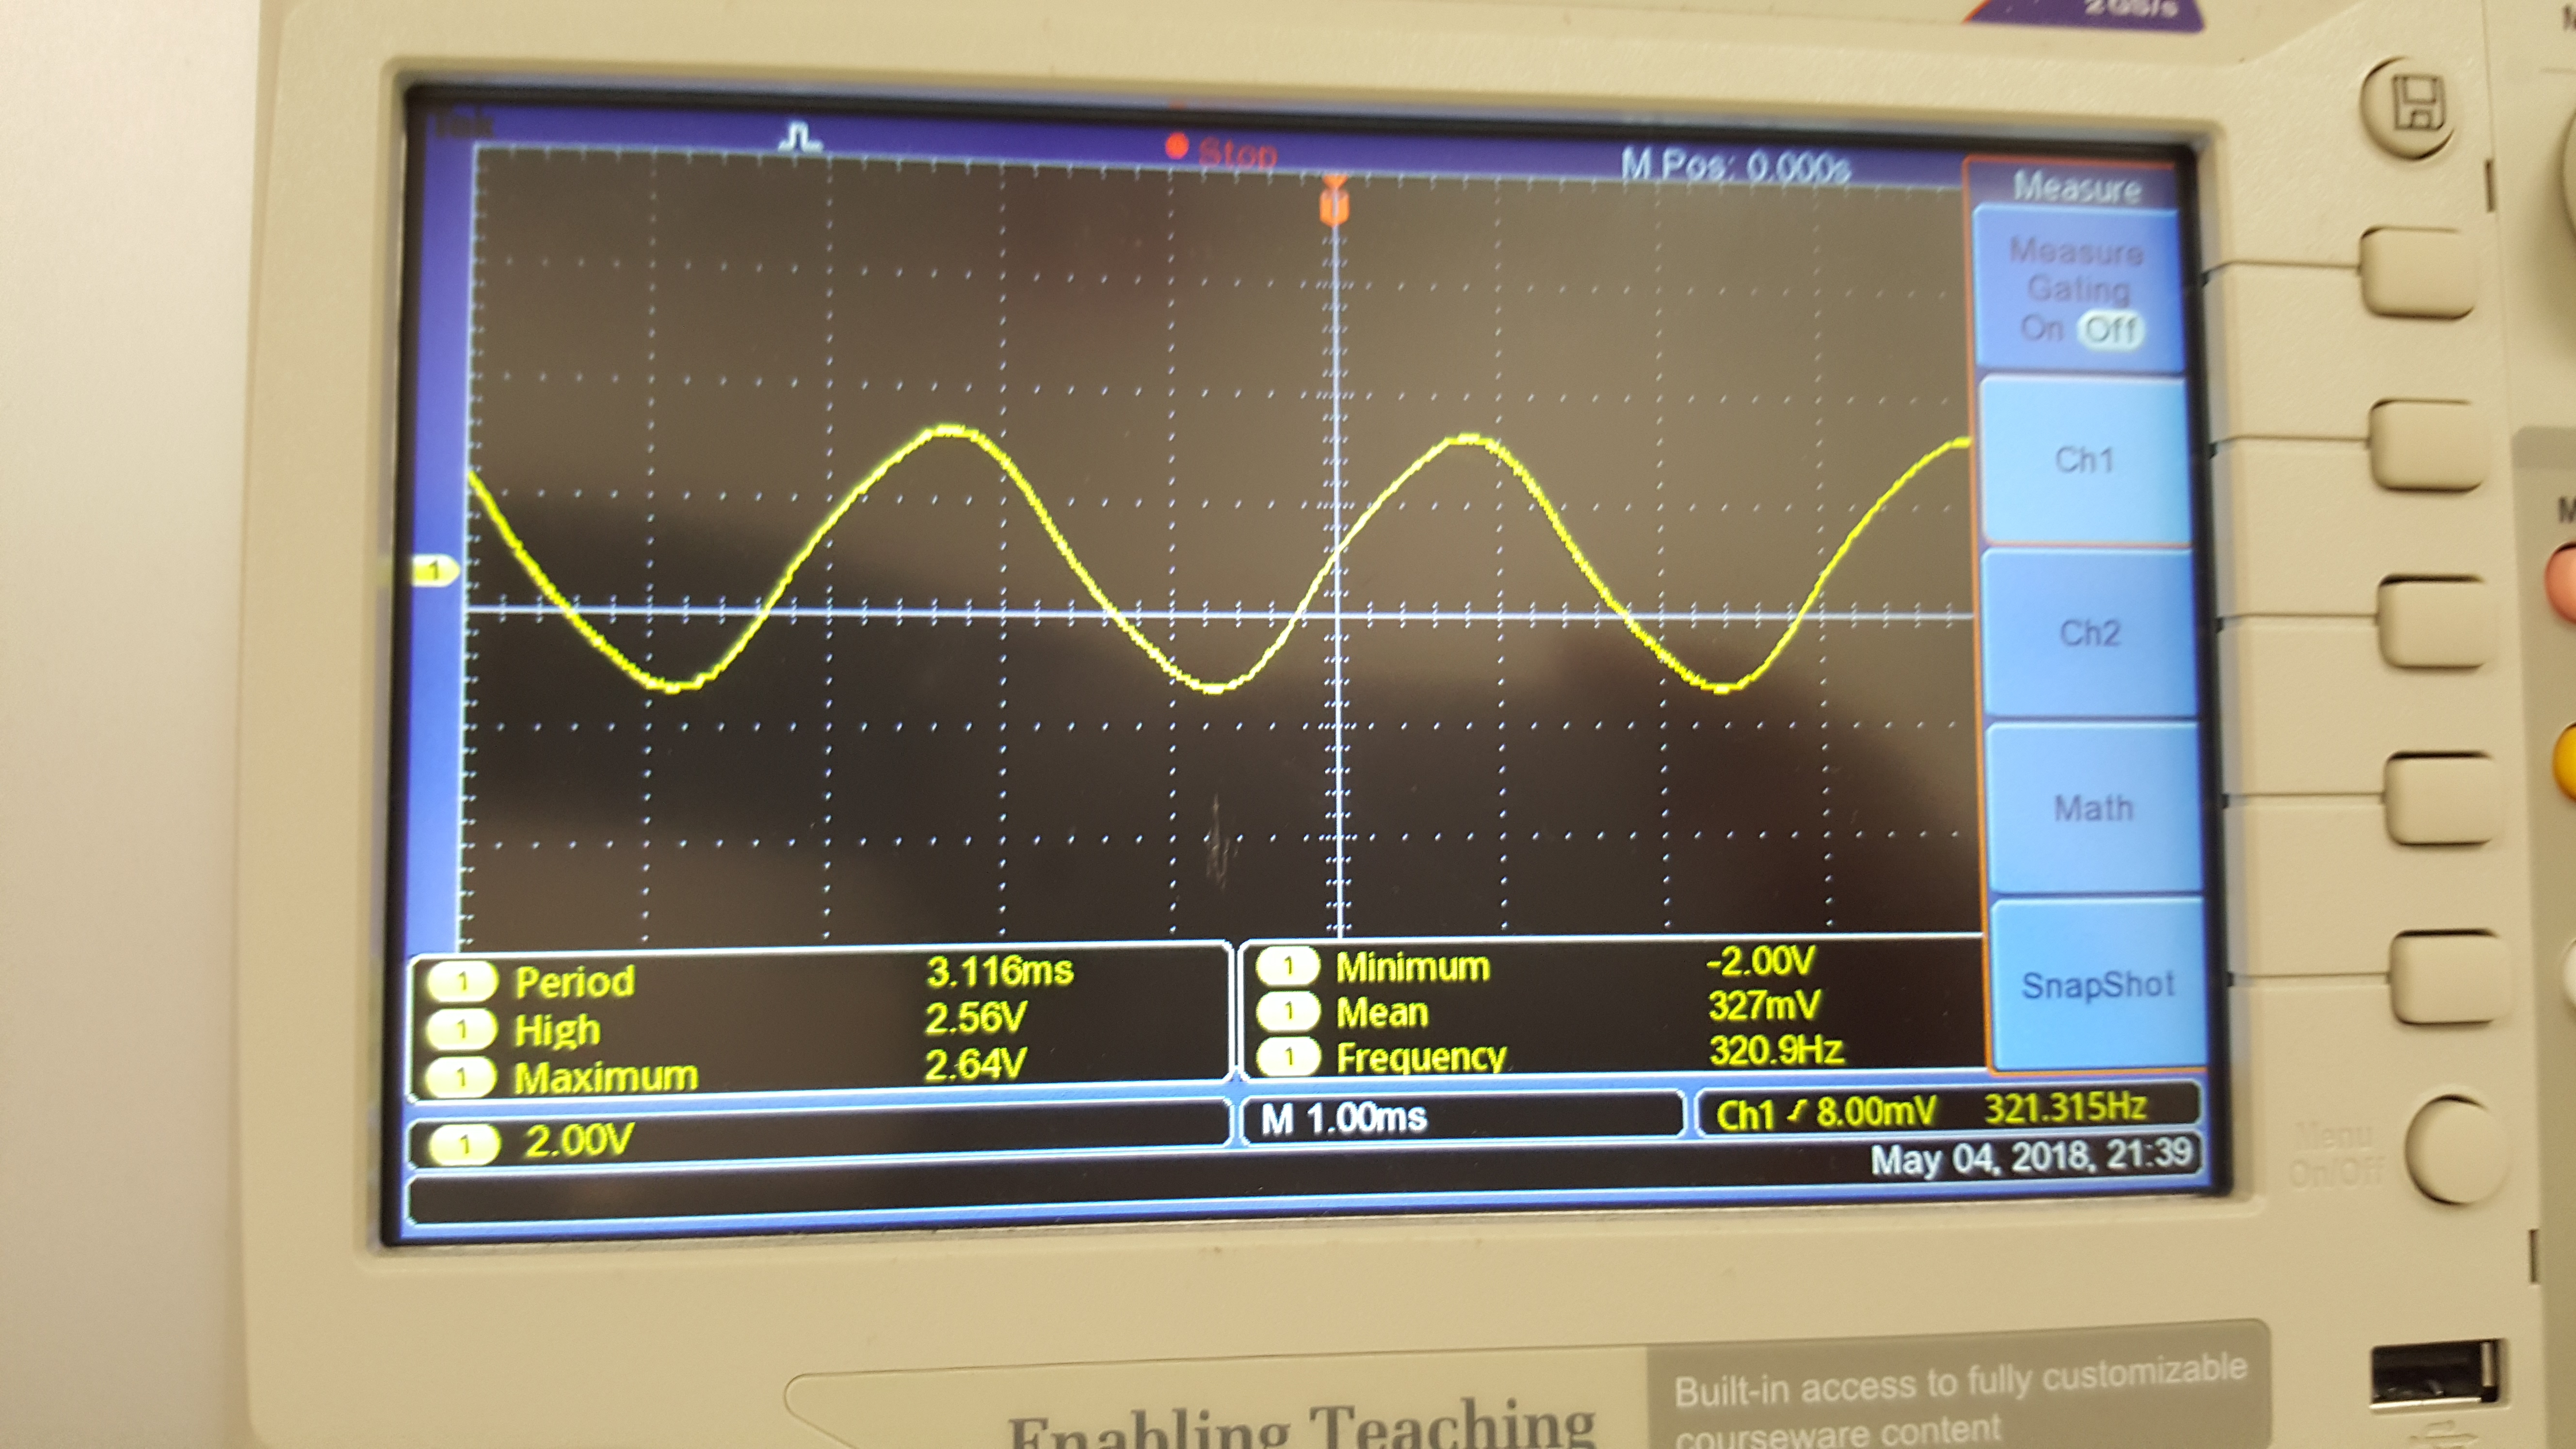 2GS/s
Tek
Stop
M Pos: 0.000s
Measure
Measure
Gating
On Off
Ch1
1
Ch2
Math
SnapShot
1 Period 3.116ms
1 High 2.56V
1 Maximum 2.64V
1 Minimum -2.00V
1 Mean 327mV
1 Frequency 320.9Hz
1 2.00V
M 1.00ms
Ch1 8.00mV 321.315Hz
May 04, 2018, 21:39
Menu
On/Off
Enabling Teaching
Built-in access to fully customizable
courseware content